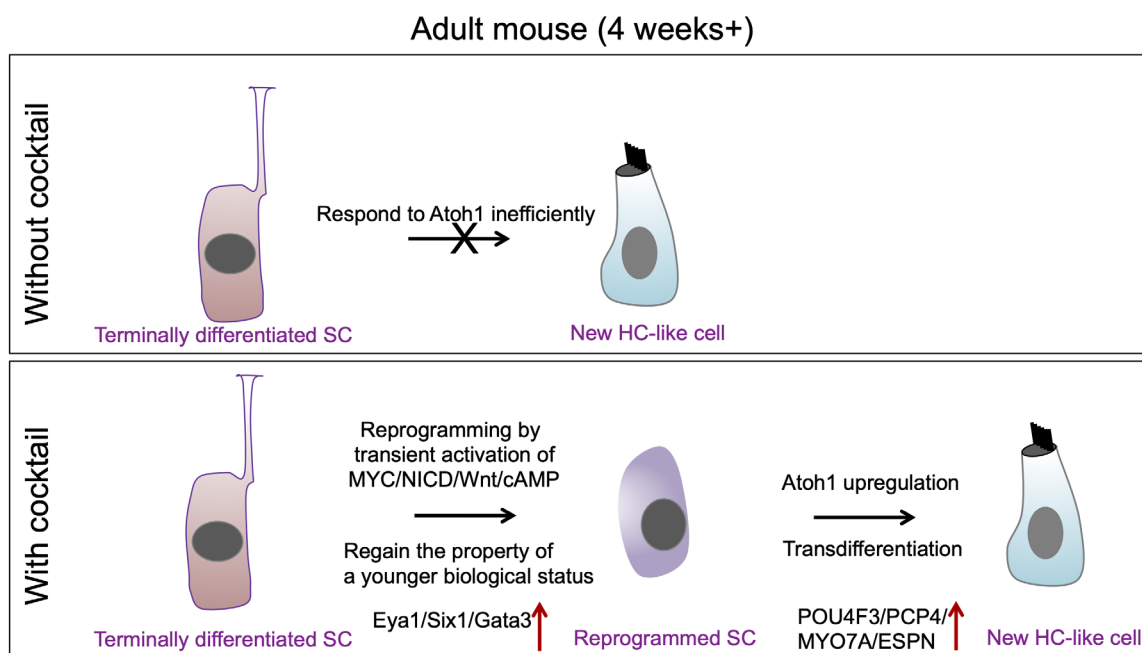 Adult mouse (4 weeks+)
Without cocktail
Respond to Atoh1 inefficiently
X
Terminally differentiated SC
New HC-like cell
With cocktail
Reprogramming by
transient activation of
MYC/NICD/Wnt/cAMP
Regain the property of
a younger biological status
Eya1/Six1/Gata3
Atoh1 upregulation
Transdifferentiation
POU4F3/PCP4/
MYO7A/ESPN
Terminally differentiated SC
Reprogrammed SC
New HC-like cell